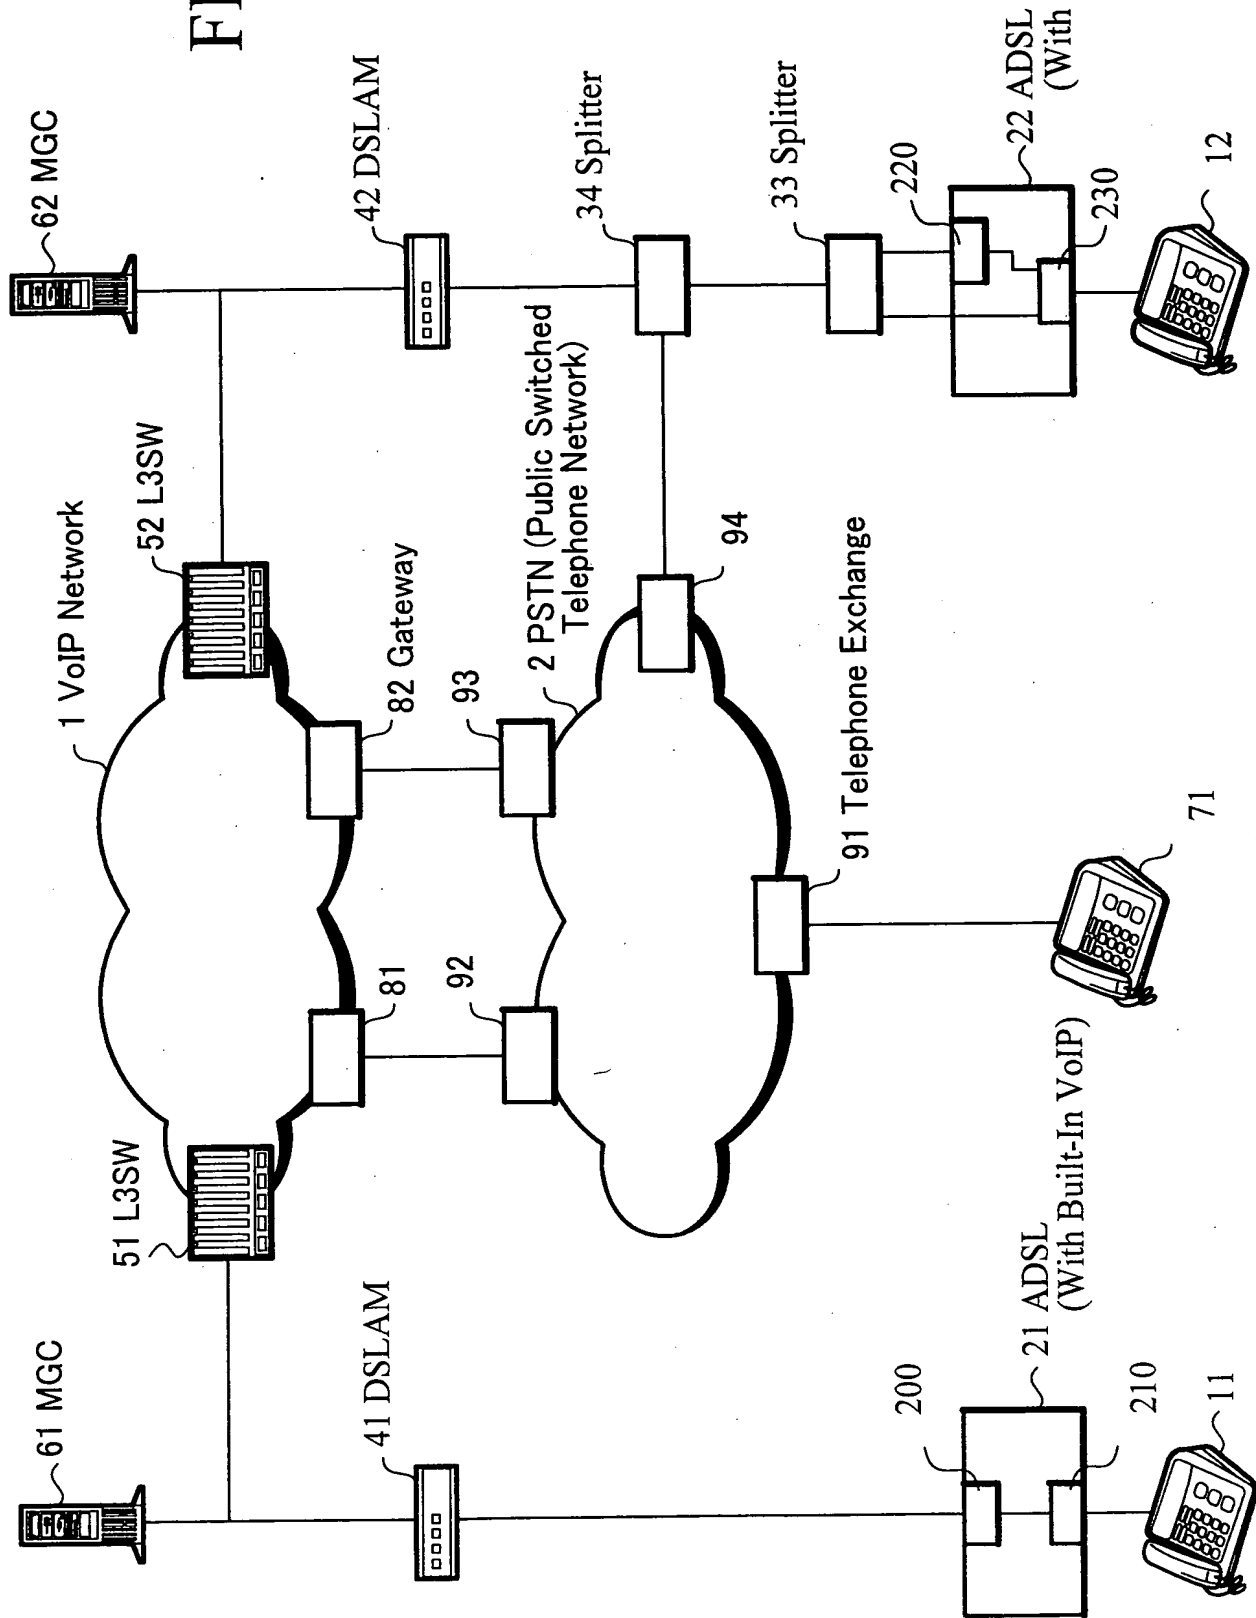 FI
62 MGC
42 DSLAM
34 Splitter
33 Splitter
220
22 ADSL
(With
230
12
1 VoIP Network
52 L3SW
82 Gateway
93
2 PSTN (Public Switched
Telephone Network)
94
91 Telephone Exchange
71
51 L3SW
81
92
61 MGC
41 DSLAM
200
21 ADSL
(With Built-In VoIP)
210
11